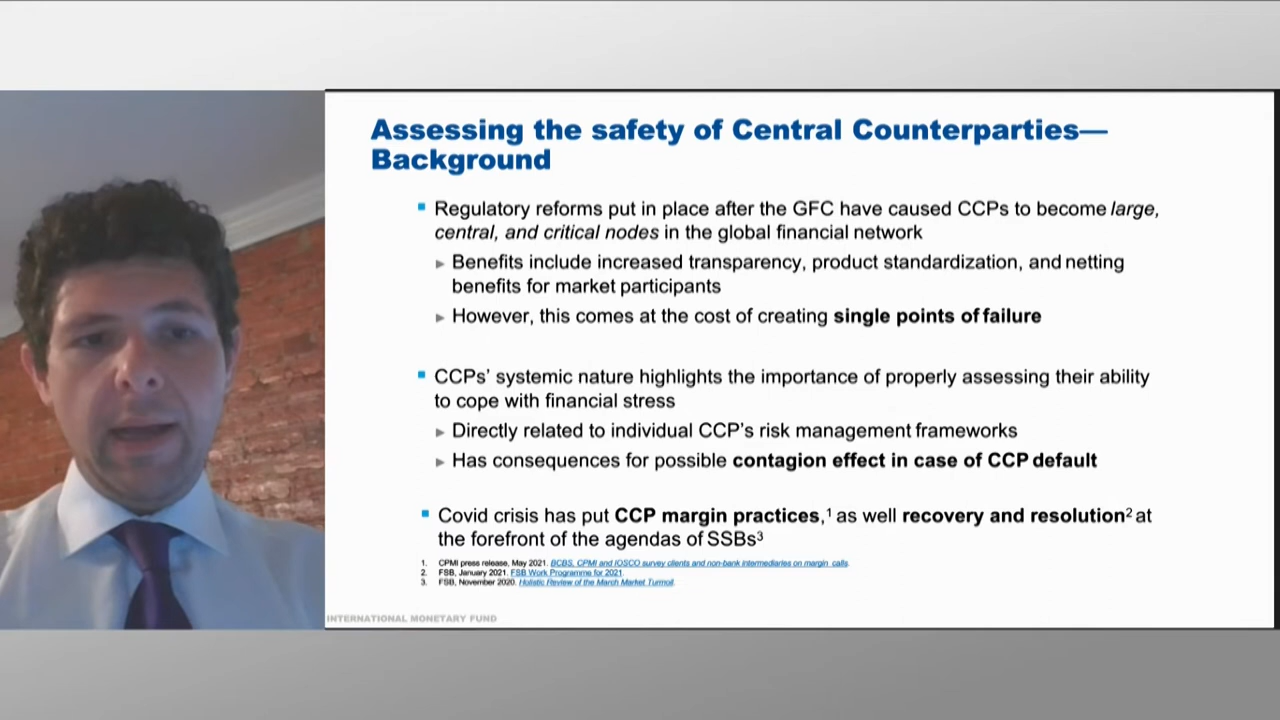 Assessing the safety of Central Counterparties—
Background
Regulatory reforms put in place after the GFC have caused CCPs to become large,
central, and critical nodes in the global financial network
Benefits include increased transparency, product standardization, and netting
benefits for market participants
However, this comes at the cost of creating single points of failure
CCPs' systemic nature highlights the importance of properly assessing their ability
to cope with financial stress
Directly related to individual CCP's risk management frameworks
Has consequences for possible contagion effect in case of CCP default
Covid crisis has put CCP margin practices,1 as well recovery and resolution2 at
the forefront of the agendas of SSBs3
1. CPMI press release, May 2021. BCBS, CPMI and IOSCO survey clients and non-bank intermediaries on margin calls.
2. FSB, January 2021. FSB Work Programme for 2021.
3. FSB, November 2020. Holistic Review of the March Market Turmoil.
INTERNATIONAL MONETARY FUND